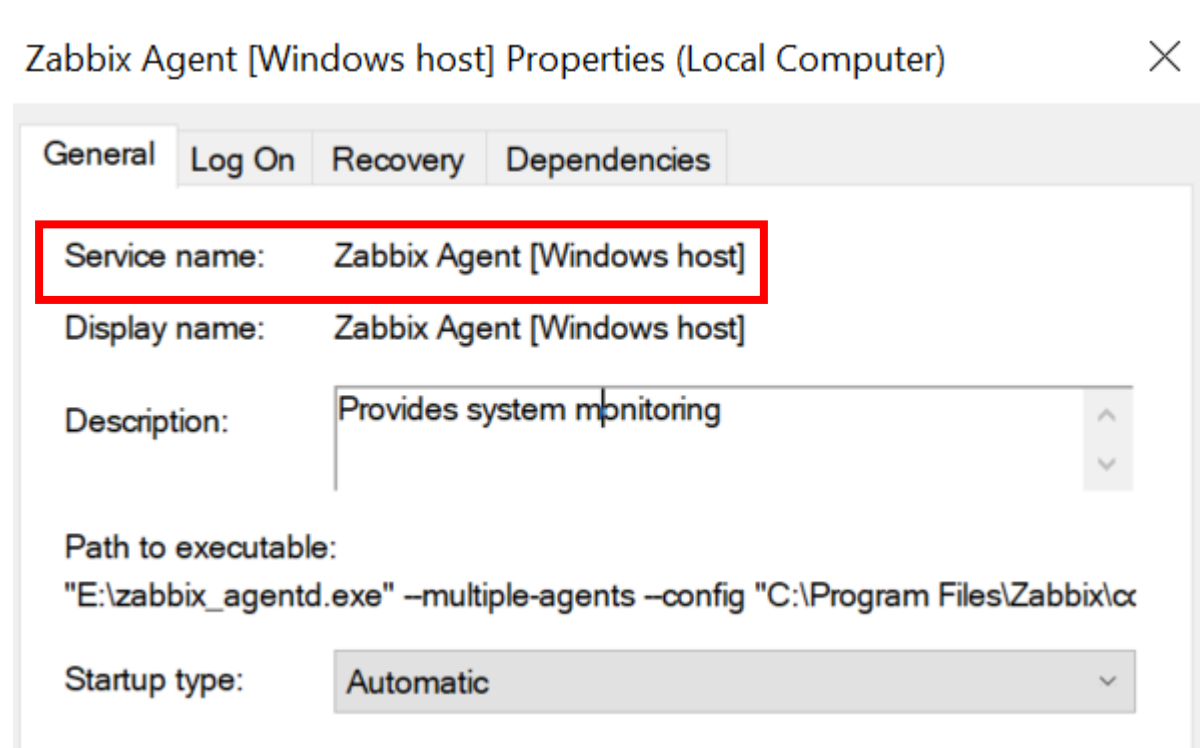 Zabbix Agent [Windows host] Properties (Local Computer)
General Log On Recovery Dependencies
Service name: Zabbix Agent [Windows host]
Display name: Zabbix Agent [Windows host]
Description: Provides system monitoring
Path to executable:
"E:\zabbix_agentd.exe" --multiple-agents --config "C:\Program Files\Zabbix\cc
Startup type: Automatic